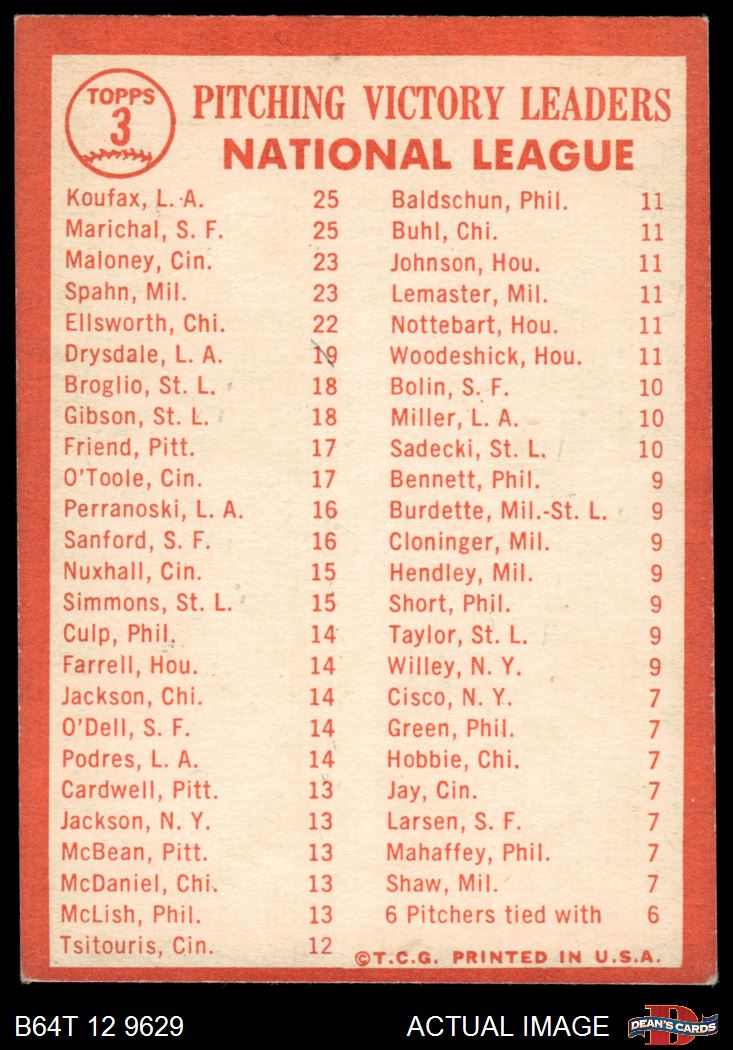 TOPPS
3
PITCHING VICTORY LEADERS
NATIONAL LEAGUE
Koufax, L. A. 25
Marichal, S. F. 25
Maloney, Cin. 23
Spahn, Mil. 23
Ellsworth, Chi. 22
Drysdale, L. A. 19
Broglio, St. L. 18
Gibson, St. L. 18
Friend, Pitt. 17
O'Toole, Cin. 17
Perranoski, L. A. 16
Sanford, S. F. 16
Nuxhall, Cin. 15
Simmons, St. L. 15
Culp, Phil. 14
Farrell, Hou. 14
Jackson, Chi. 14
O'Dell, S. F. 14
Podres, L. A. 14
Cardwell, Pitt. 13
Jackson, N. Y. 13
McBean, Pitt. 13
McDaniel, Chi. 13
McLish, Phil. 13
Tsitouris, Cin. 12
Baldschun, Phil. 11
Buhl, Chi. 11
Johnson, Hou. 11
Lemaster, Mil. 11
Nottebart, Hou. 11
Woodeshick, Hou. 11
Bolin, S. F. 10
Miller, L. A. 10
Sadecki, St. L. 10
Bennett, Phil. 9
Burdette, Mil.-St. L. 9
Cloninger, Mil. 9
Hendley, Mil. 9
Short, Phil. 9
Taylor, St. L. 9
Willey, N. Y. 9
Cisco, N. Y. 7
Green, Phil. 7
Hobbie, Chi. 7
Jay, Cin. 7
Larsen, S. F. 7
Mahaffey, Phil. 7
Shaw, Mil. 7
6 Pitchers tied with 6
©T.C.G. PRINTED IN U.S.A.
B64T 12 9629
ACTUAL IMAGE
D
DEAN'S CARDS